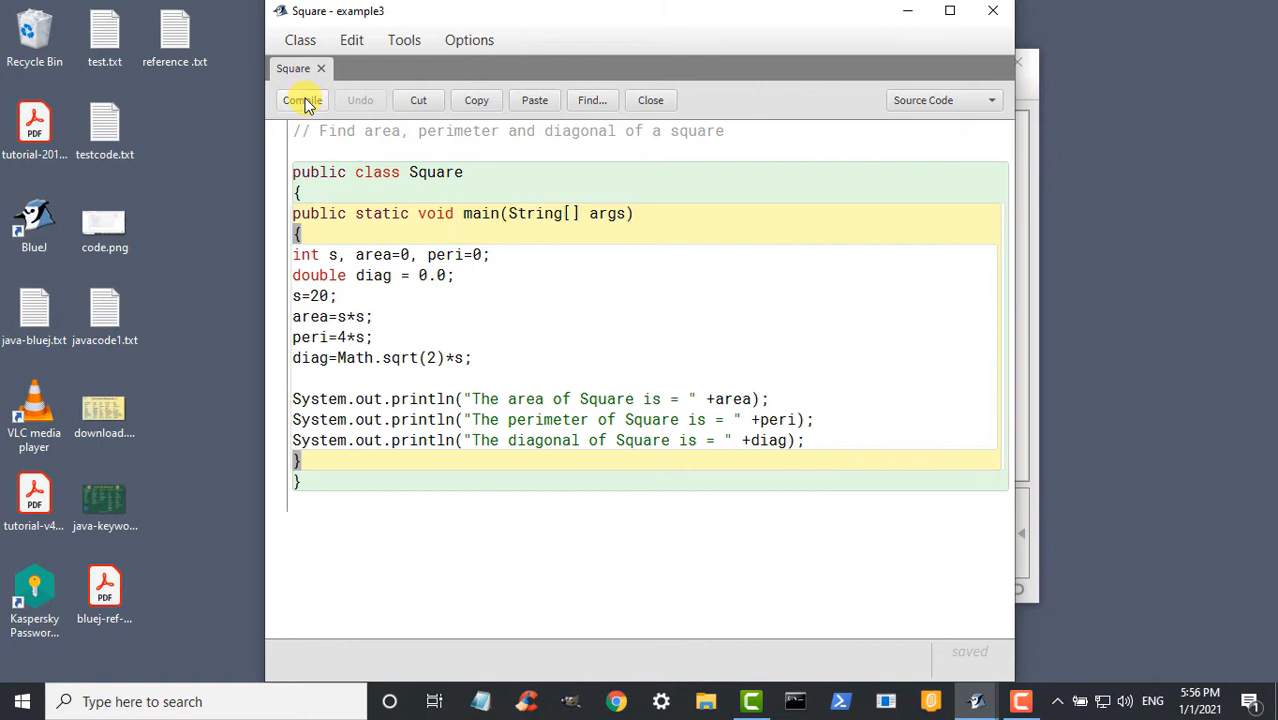 Square - example3
Class Edit Tools Options
Square
Compile Undo Cut Copy Paste Find... Close Source Code
// Find area, perimeter and diagonal of a square
public class Square
{
public static void main(String[] args)
{
int s, area=0, peri=0;
double diag = 0.0;
s=20;
area=s*s;
peri=4*s;
diag=Math.sqrt(2)*s;
System.out.println("The area of Square is = " +area);
System.out.println("The perimeter of Square is = " +peri);
System.out.println("The diagonal of Square is = " +diag);
}
}
saved
Recycle Bin
test.txt
reference .txt
PDF
tutorial-201...
testcode.txt
BlueJ
code.png
java-bluej.txt
javacode1.txt
VLC media
player
download....
PDF
tutorial-v4...
java-keywo...
Kaspersky
Passwor...
PDF
bluej-ref-...
Type here to search
ENG
5:56 PM
1/1/2021
1